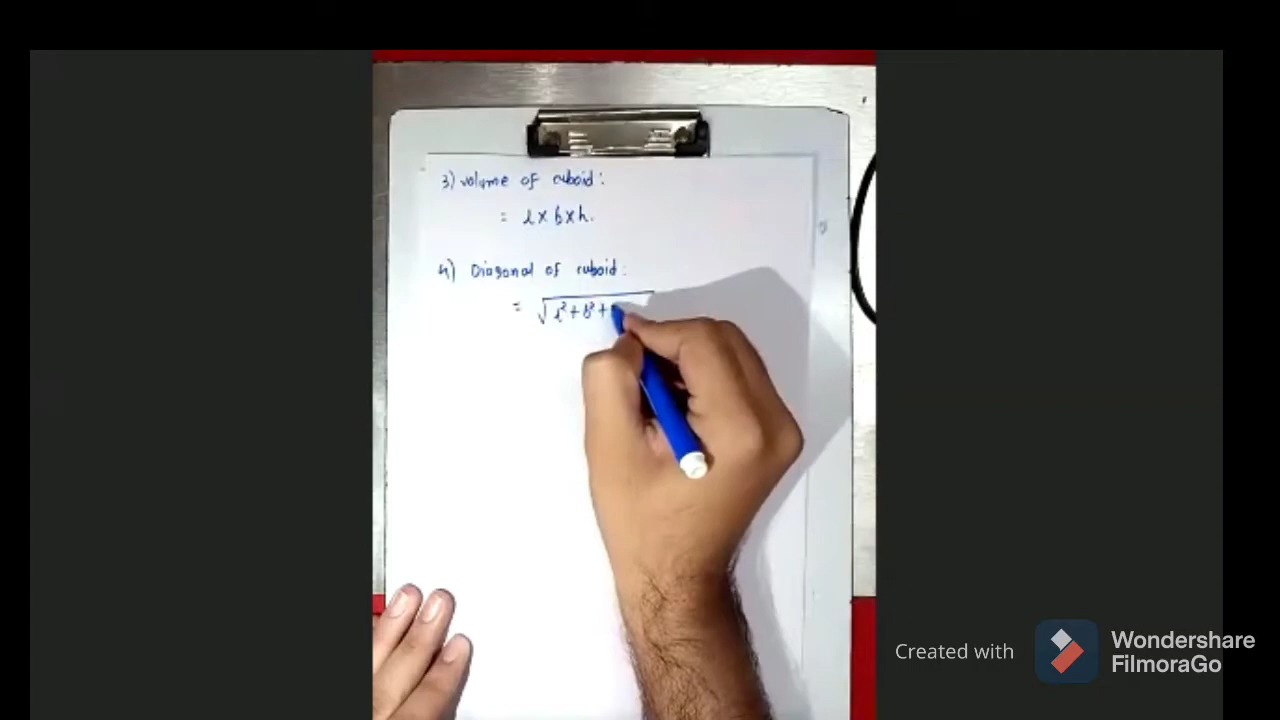 3) volume of cuboid:
= l × b × h.
4) Diagonal of cuboid:
= √l² + b² +
Created with
Wondershare
FilmoraGo